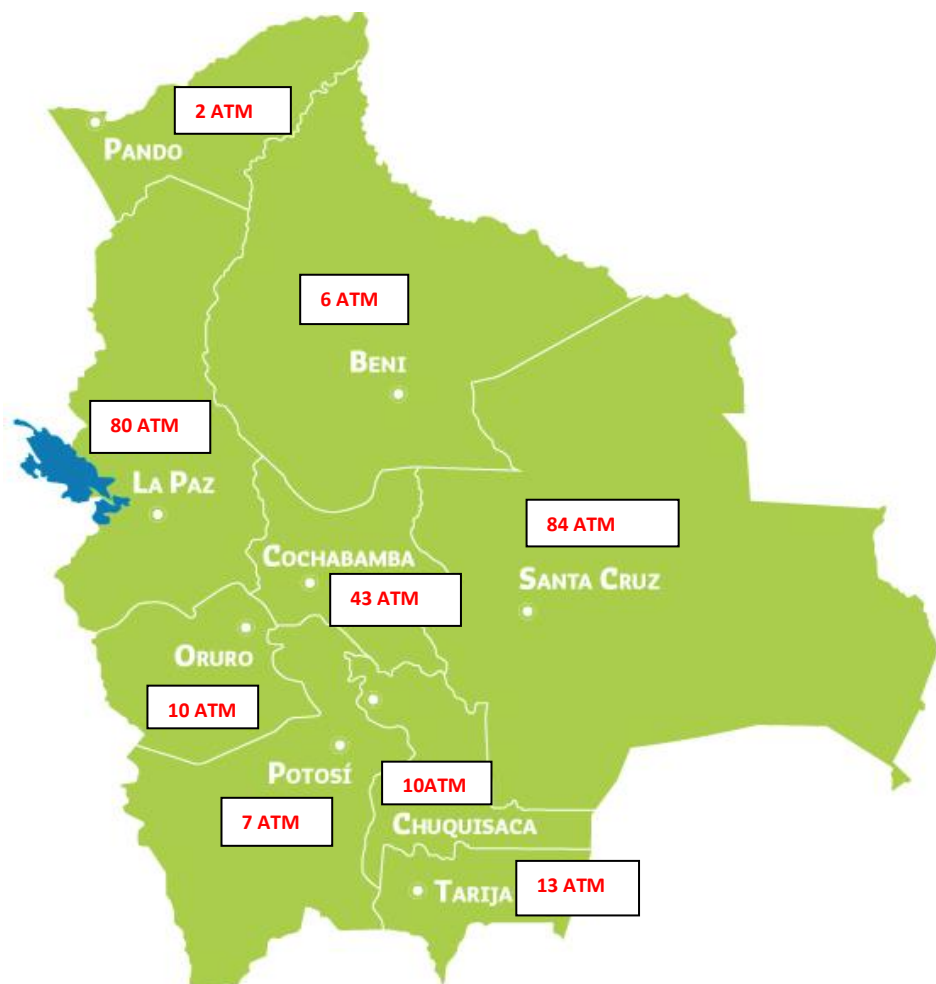 2 ATM
PANDO
6 ATM
BENI
80 ATM
LA PAZ
84 ATM
SANTA CRUZ
COCHABAMBA
43 ATM
ORURO
10 ATM
POTOSÍ
7 ATM
10ATM
CHUQUISACA
TARIJA
13 ATM